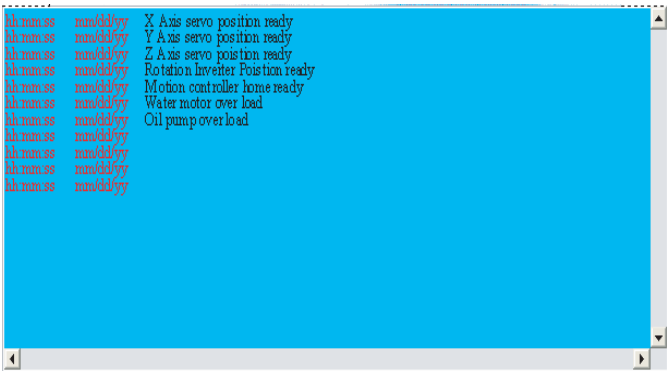 hh:mm:ss mm/dd/yy X Axis servo position ready
hh:mm:ss mm/dd/yy Y Axis servo position ready
hh:mm:ss mm/dd/yy Z Axis servo poistion ready
hh:mm:ss mm/dd/yy Rotation Inverter Poistion ready
hh:mm:ss mm/dd/yy Motion controller home ready
hh:mm:ss mm/dd/yy Water motor over load
hh:mm:ss mm/dd/yy Oil pump over load
hh:mm:ss mm/dd/yy
hh:mm:ss mm/dd/yy
hh:mm:ss mm/dd/yy
hh:mm:ss mm/dd/yy